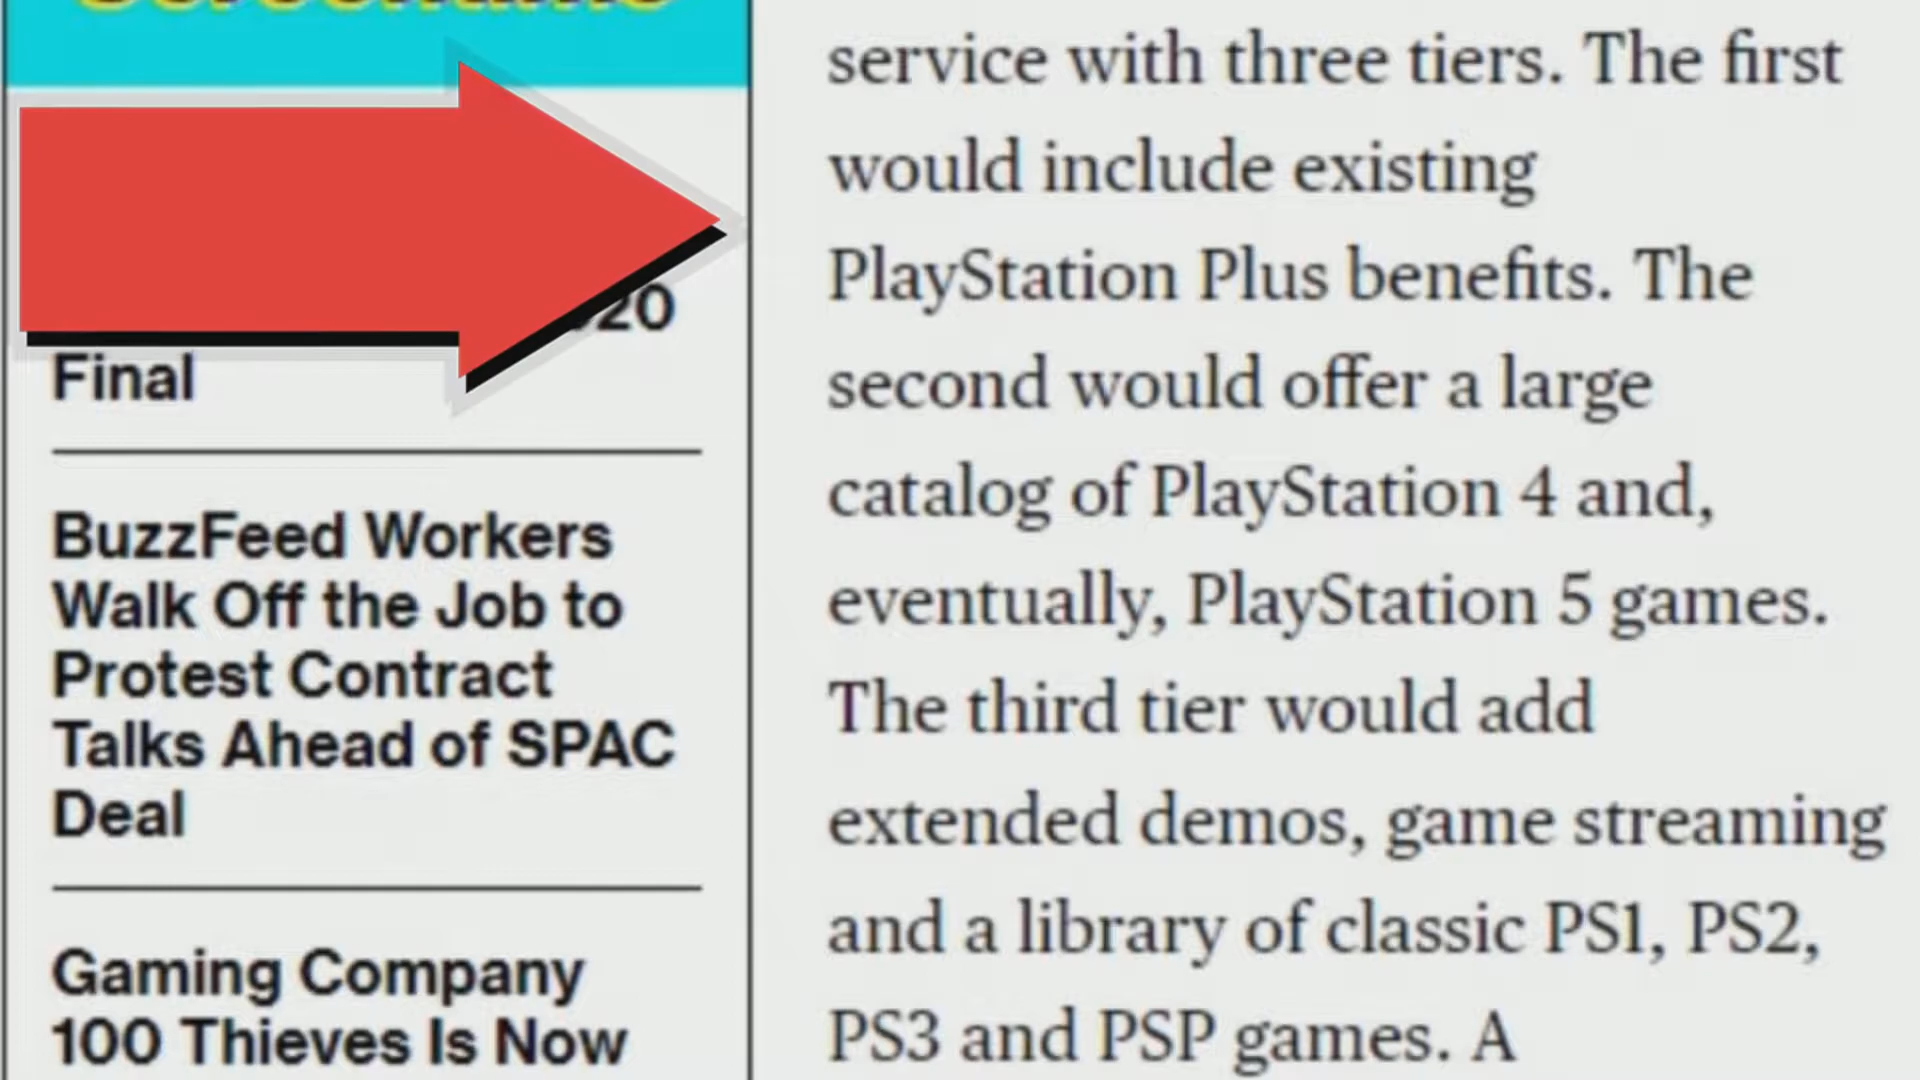 Screentime
20
Final
BuzzFeed Workers
Walk Off the Job to
Protest Contract
Talks Ahead of SPAC
Deal
Gaming Company
100 Thieves Is Now
service with three tiers. The first
would include existing
PlayStation Plus benefits. The
second would offer a large
catalog of PlayStation 4 and,
eventually, PlayStation 5 games.
The third tier would add
extended demos, game streaming
and a library of classic PS1, PS2,
PS3 and PSP games. A